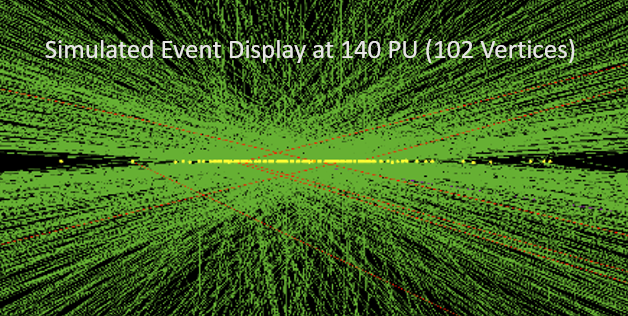 Simulated Event Display at 140 PU (102 Vertices)